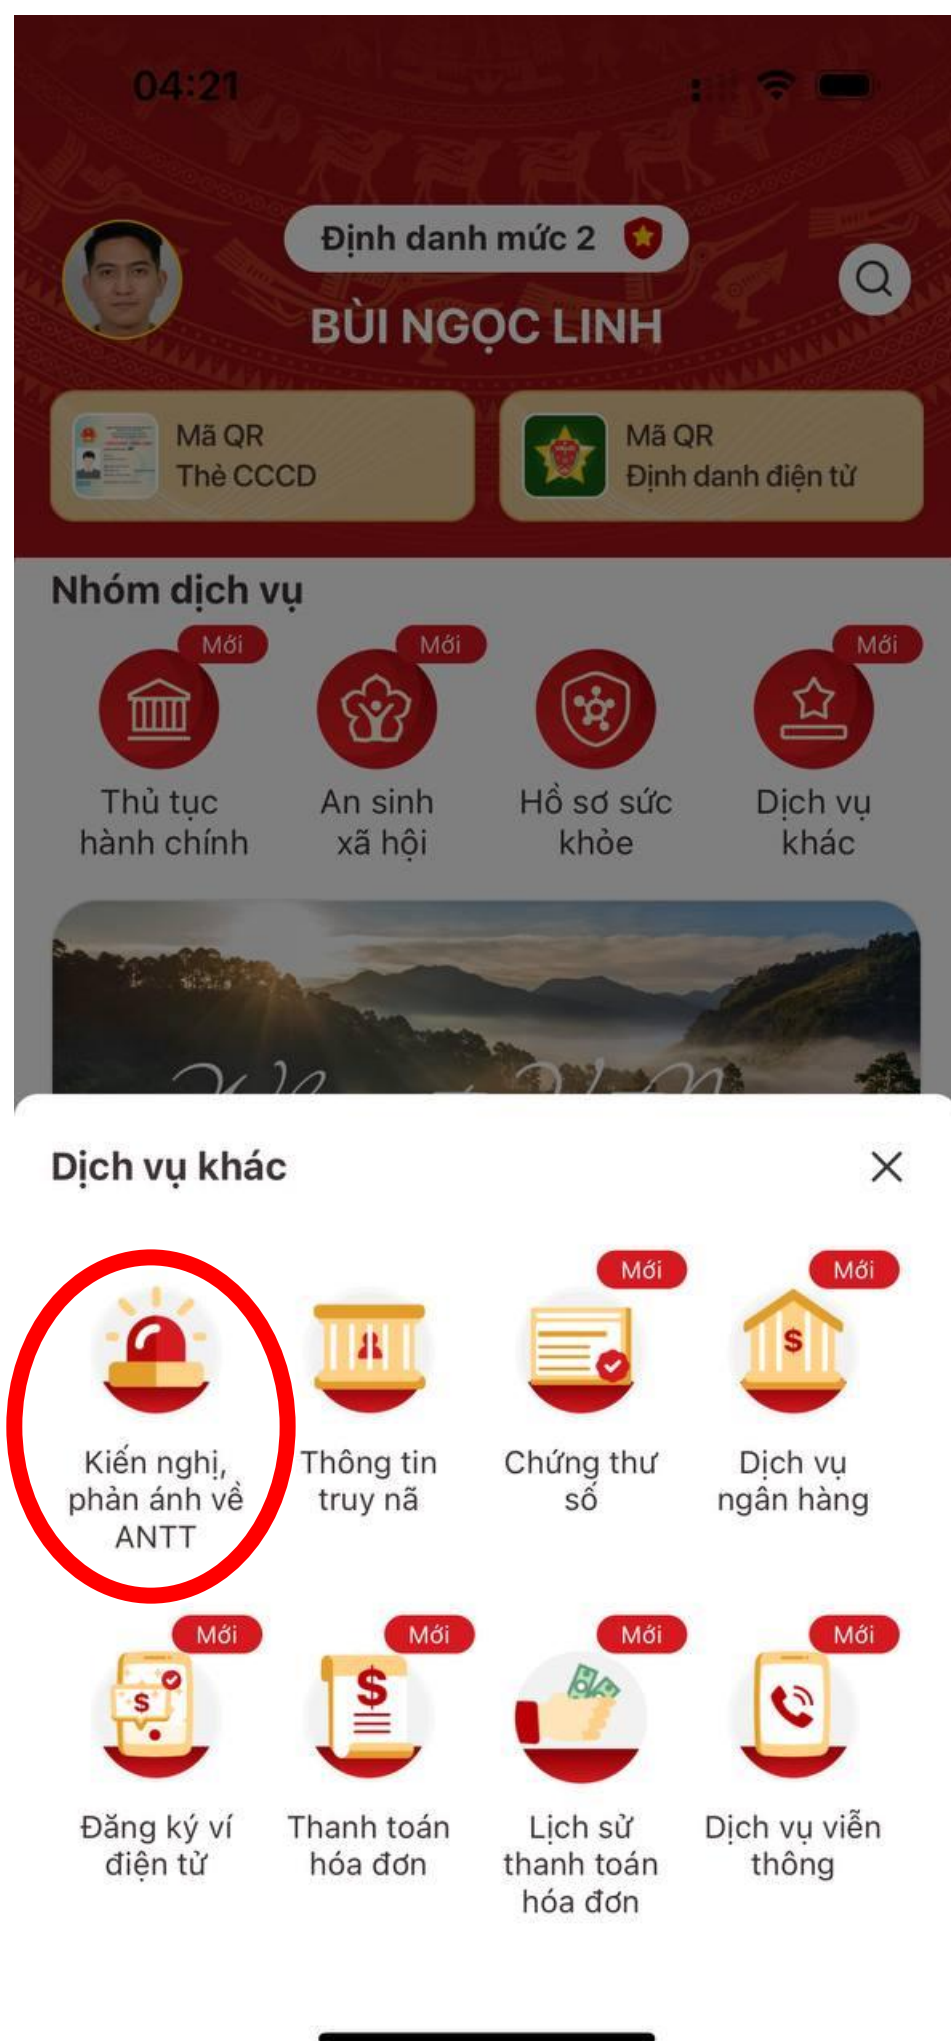 04:21
Định danh mức 2
BÙI NGỌC LINH
Mã QR
Thẻ CCCD
Mã QR
Định danh điện tử
Nhóm dịch vụ
Mới
Mới
Mới
Thủ tục
hành chính
An sinh
xã hội
Hồ sơ sức
khỏe
Dịch vụ
khác
Dịch vụ khác
Mới
Mới
Kiến nghị,
phản ánh về
ANTT
Thông tin
truy nã
Chứng thư
số
Dịch vụ
ngân hàng
Mới
Mới
Mới
Mới
Đăng ký ví
điện tử
Thanh toán
hóa đơn
Lịch sử
thanh toán
hóa đơn
Dịch vụ viễn
thông